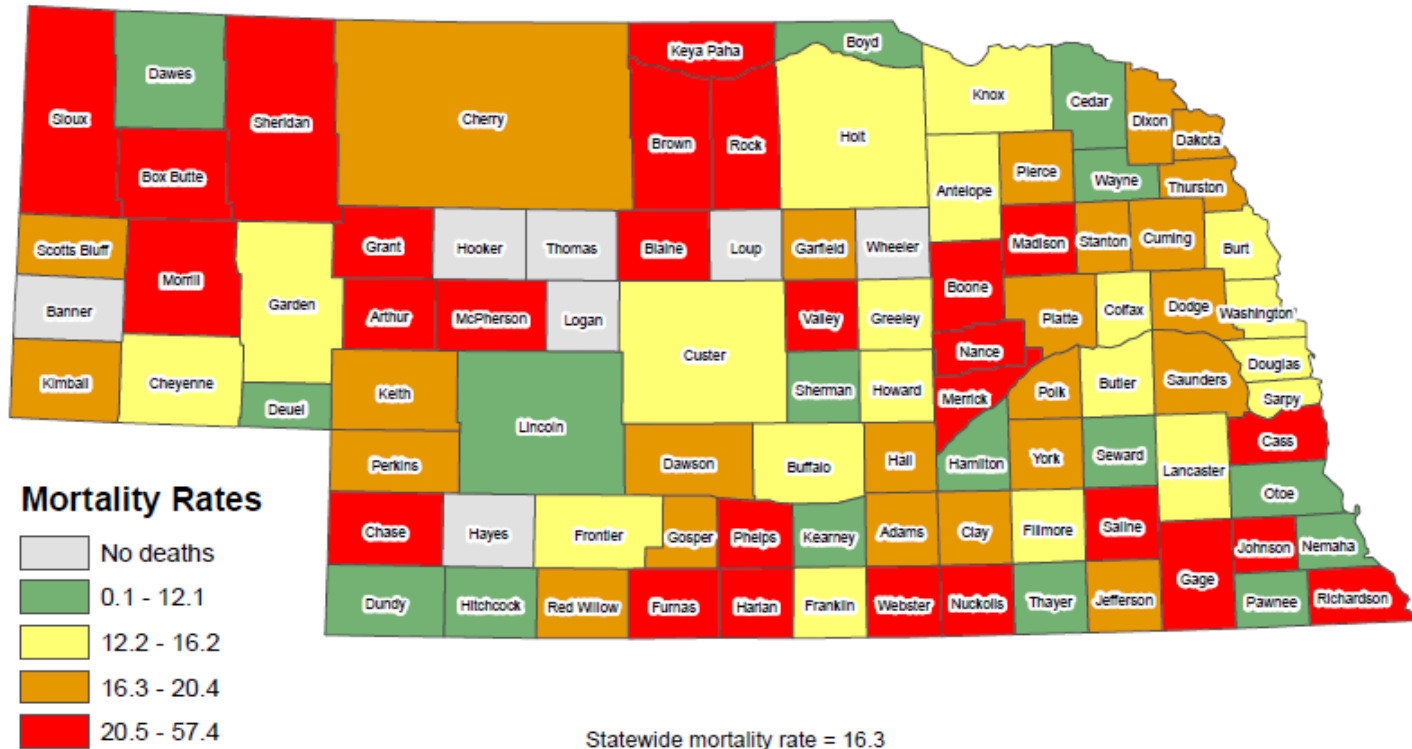 Keya Paha
Boyd
Dawes
Knox
Cedar
Sioux
Sheridan
Cherry
Dixon
Dakota
Brown
Rock
Holt
Box Butte
Pierce
Wayne
Thurston
Antelope
Scotts Bluff
Grant
Hooker
Thomas
Blaine
Loup
Garfield
Wheeler
Madison
Stanton
Cuming
Burt
Morrill
Garden
Boone
Banner
Arthur
McPherson
Logan
Valley
Greeley
Platte
Colfax
Dodge
Washington
Custer
Nance
Kimball
Cheyenne
Keith
Sherman
Howard
Merrick
Polk
Butler
Saunders
Douglas
Sarpy
Deuel
Lincoln
Cass
Perkins
Dawson
Buffalo
Hall
Hamilton
York
Seward
Lancaster
Otoe
Chase
Hayes
Frontier
Gosper
Phelps
Kearney
Adams
Clay
Fillmore
Saline
Johnson
Nemaha
Dundy
Hitchcock
Red Willow
Furnas
Harlan
Franklin
Webster
Nuckolls
Thayer
Jefferson
Gage
Pawnee
Richardson
Mortality Rates
No deaths
0.1 - 12.1
12.2 - 16.2
16.3 - 20.4
20.5 - 57.4
Statewide mortality rate = 16.3